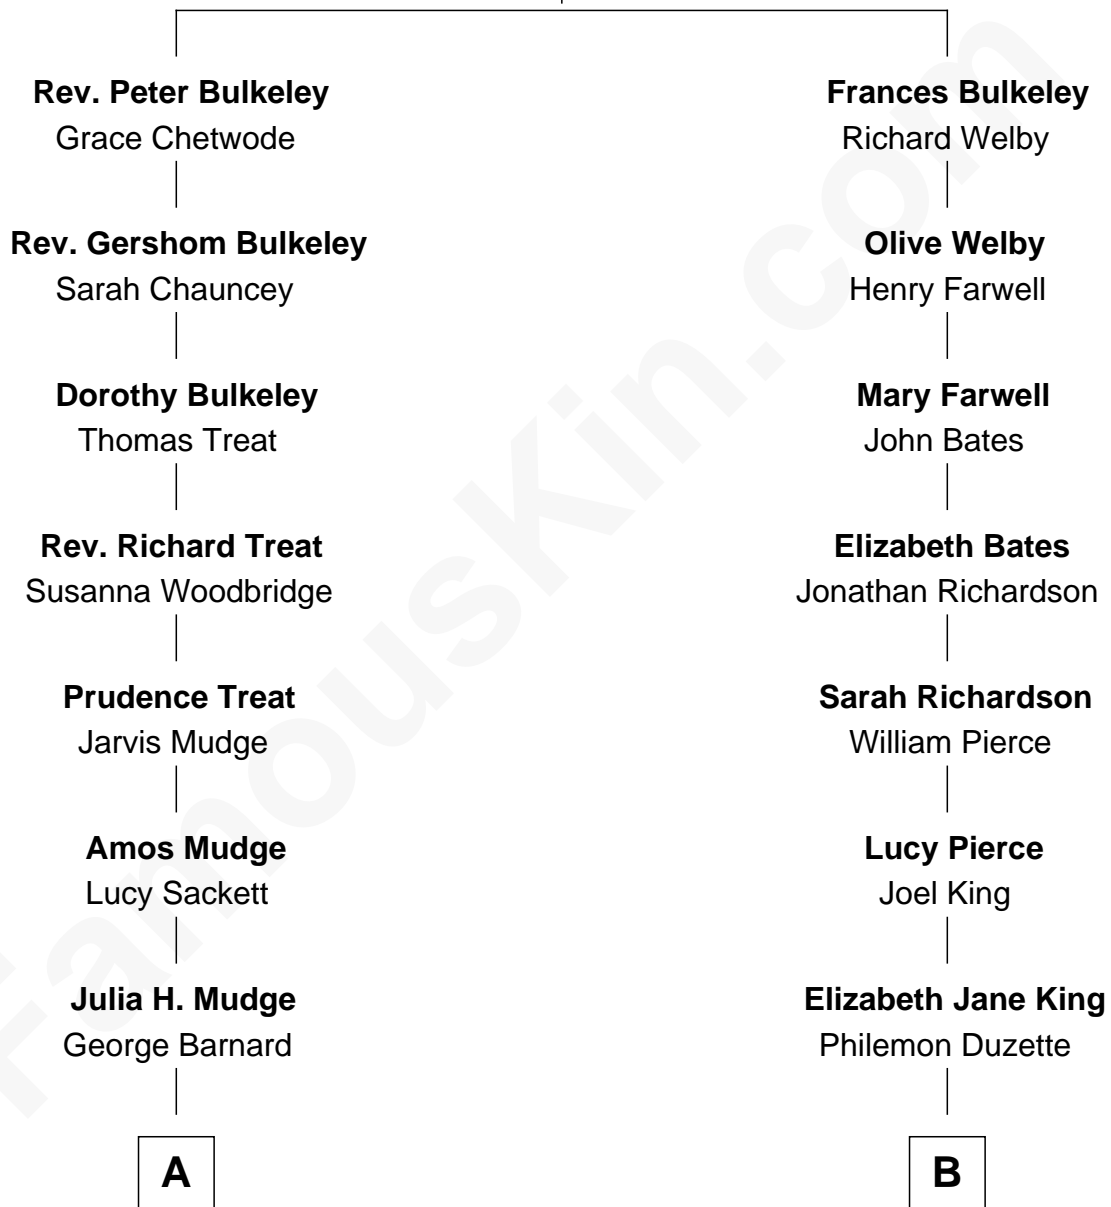 Rev. Peter Bulkeley
Grace Chetwode
Frances Bulkeley
Richard Welby
Rev. Gershom Bulkeley
Sarah Chauncey
Olive Welby
Henry Farwell
Dorothy Bulkeley
Thomas Treat
Mary Farwell
John Bates
Rev. Richard Treat
Susanna Woodbridge
Elizabeth Bates
Jonathan Richardson
Prudence Treat
Jarvis Mudge
Sarah Richardson
William Pierce
Amos Mudge
Lucy Sackett
Lucy Pierce
Joel King
Julia H. Mudge
George Barnard
Elizabeth Jane King
Philemon Duzette
A
B
FamousKin.com